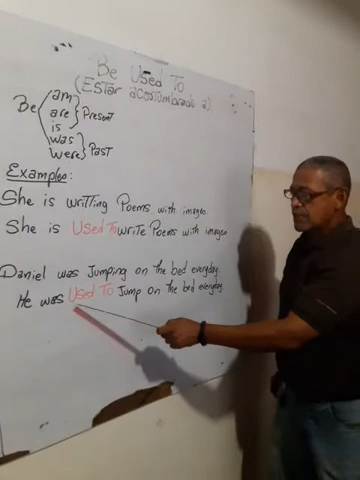 Be Used To
(Estar acostumbrado a)
Be am
are Present
is
was
were Past
Examples:
She is writting Poems with images
She is Used To write Poems with images
Daniel was Jumping on the bed everyday
He was Used To Jump on the bed everyday